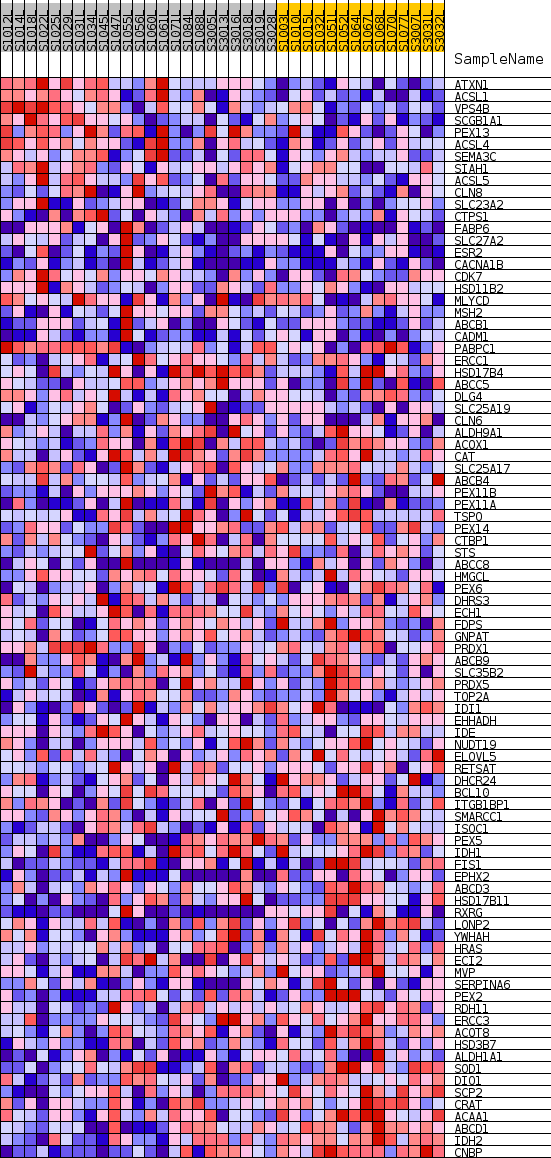 S1012 S1014 S1018 S1022 S1025 S1029 S1031 S1034 S1045 S1047 S1055 S1056 S1060 S1061 S1071 S1084 S1088 S3005 S3013 S3016 S3018 S3019 S3028 S1003 S1010 S1015 S1032 S1051 S1052 S1064 S1067 S1068 S1070 S1077 S3007 S3031 S3032
SampleName
ATXN1
ACSL1
VPS4B
SCGB1A1
PEX13
ACSL4
SEMA3C
SIAH1
ACSL5
CLN8
SLC23A2
CTPS1
FABP6
SLC27A2
ESR2
CACNA1B
CDK7
HSD11B2
MLYCD
MSH2
ABCB1
CADM1
PABPC1
ERCC1
HSD17B4
ABCC5
DLG4
SLC25A19
CLN6
ALDH9A1
ACOX1
CAT
SLC25A17
ABCB4
PEX11B
PEX11A
TSPO
PEX14
CTBP1
STS
ABCC8
HMGCL
PEX6
DHRS3
ECH1
FDPS
GNPAT
PRDX1
ABCB9
SLC35B2
PRDX5
TOP2A
IDI1
EHHADH
IDE
NUDT19
ELOVL5
RETSAT
DHCR24
BCL10
ITGB1BP1
SMARCC1
ISOC1
PEX5
IDH1
FIS1
EPHX2
ABCD3
HSD17B11
RXRG
LONP2
YWHAH
HRAS
ECI2
MVP
SERPINA6
PEX2
RDH11
ERCC3
ACOT8
HSD3B7
ALDH1A1
SOD1
DIO1
SCP2
CRAT
ACAA1
ABCD1
IDH2
CNBP